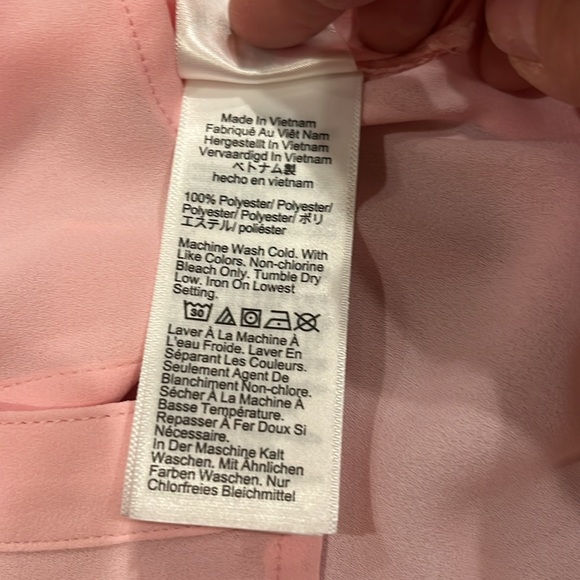 Made In Vietnam
Fabriqué Au Viêt Nam
Hergestellt In Vietnam
Vervaardigd In Vietnam
ベトナム製
hecho en vietnam
100% Polyester/ Polyester/
Polyester/ Polyester/ ポリ
エステル/ poliéster
Machine Wash Cold. With
Like Colors. Non-chlorine
Bleach Only. Tumble Dry
Low. Iron On Lowest
Setting.
30
Laver À La Machine À
L'eau Froide. Laver En
Séparant Les Couleurs.
Seulement Agent De
Blanchiment Non-chlore.
Sécher À La Machine À
Basse Température.
Repasser À Fer Doux Si
Nécessaire.
In Der Maschine Kalt
Waschen. Mit Ähnlichen
Farben Waschen. Nur
Chlorfreies Bleichmittel